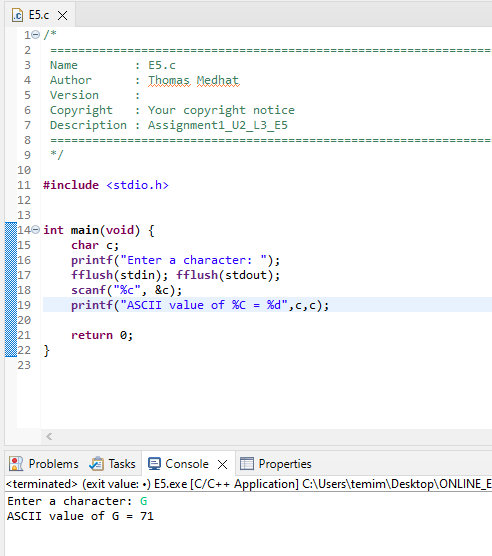 E5.c
1 /*
2 ==============================================================
3 Name        : E5.c
4 Author      : Thomas Medhat
5 Version     :
6 Copyright   : Your copyright notice
7 Description : Assignment1_U2_L3_E5
8 ==============================================================
9 */
10
11 #include <stdio.h>
12
13
14 int main(void) {
15     char c;
16     printf("Enter a character: ");
17     fflush(stdin); fflush(stdout);
18     scanf("%c", &c);
19     printf("ASCII value of %C = %d",c,c);
20
21     return 0;
22 }
23
Problems Tasks Console Properties
<terminated> (exit value: •) E5.exe [C/C++ Application] C:\Users\temim\Desktop\ONLINE_E
Enter a character: G
ASCII value of G = 71